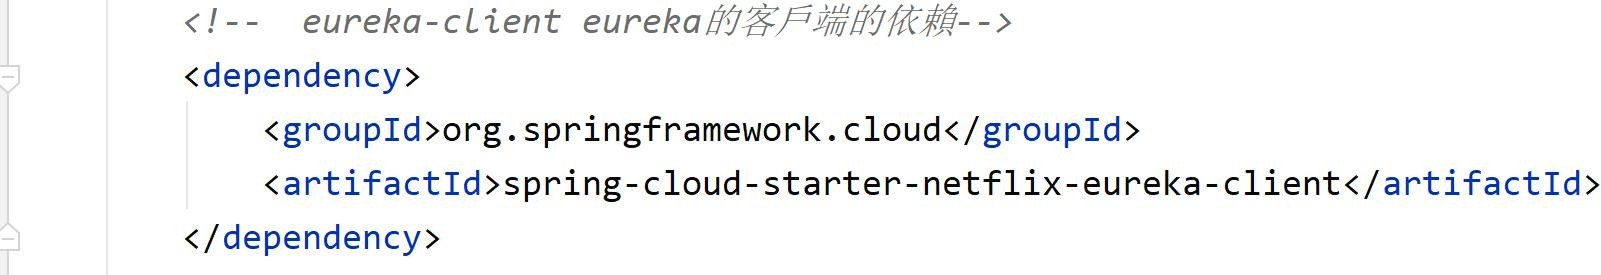 <!--  eureka-client eureka的客戶端的依賴-->
<dependency>
    <groupId>org.springframework.cloud</groupId>
    <artifactId>spring-cloud-starter-netflix-eureka-client</artifactId>
</dependency>